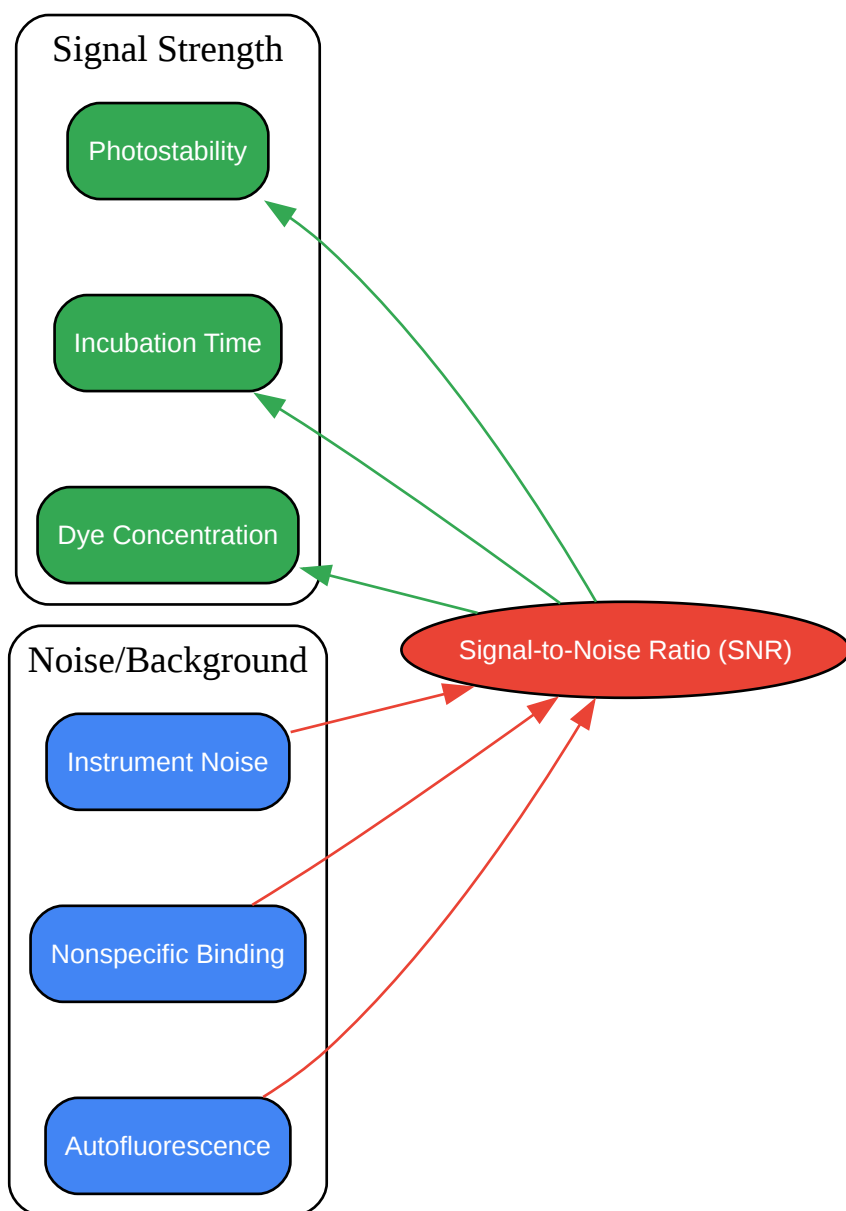 Signal Strength
Photostability
Incubation Time
Dye Concentration
Signal-to-Noise Ratio (SNR)
Noise/Background
Instrument Noise
Nonspecific Binding
Autofluorescence